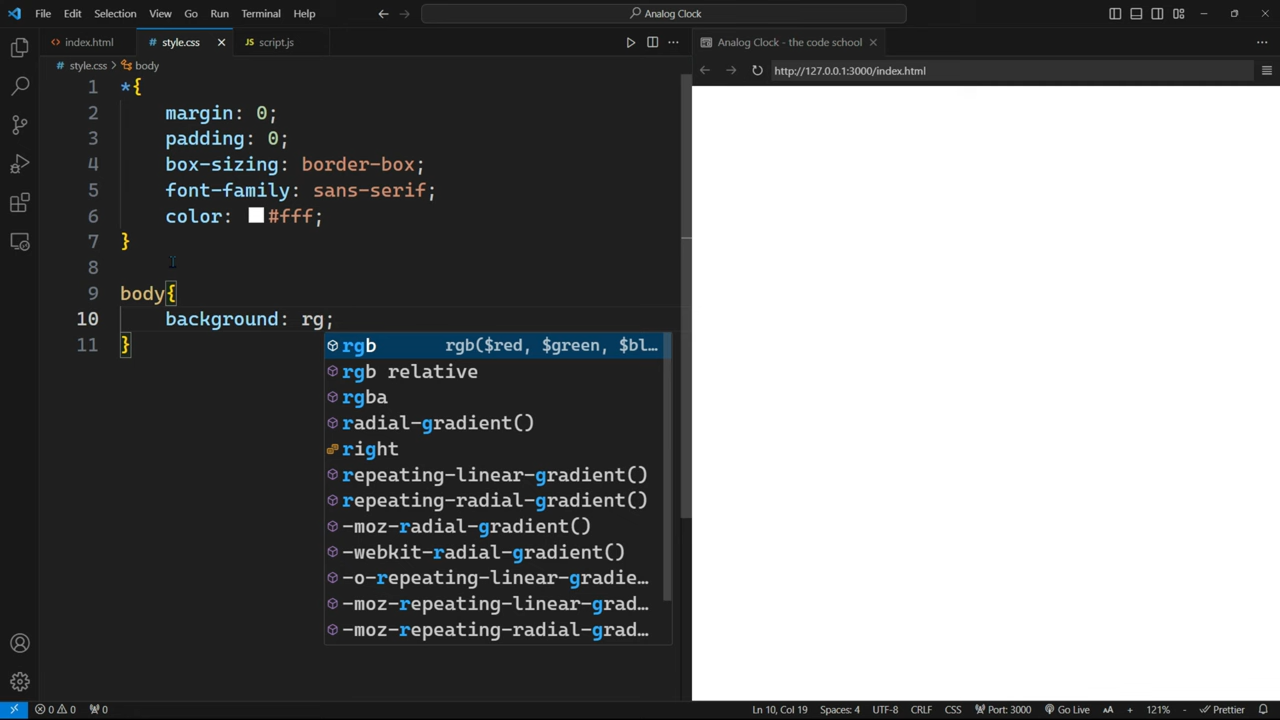 File Edit Selection View Go Run Terminal Help
Analog Clock
index.html
style.css
script.js
Analog Clock - the code school
style.css
body
http://127.0.0.1:3000/index.html
1 *{
2 margin: 0;
3 padding: 0;
4 box-sizing: border-box;
5 font-family: sans-serif;
6 color: #fff;
7 }
8
9 body{
10 background: rg;
11 }
rgb rgb($red, $green, $bl…
rgb relative
rgba
radial-gradient()
right
repeating-linear-gradient()
repeating-radial-gradient()
-moz-radial-gradient()
-webkit-radial-gradient()
-o-repeating-linear-gradie…
-moz-repeating-linear-grad…
-moz-repeating-radial-grad…
0 0 0 Ln 10, Col 19 Spaces: 4 UTF-8 CRLF CSS Port: 3000 Go Live AA + 121% - Prettier